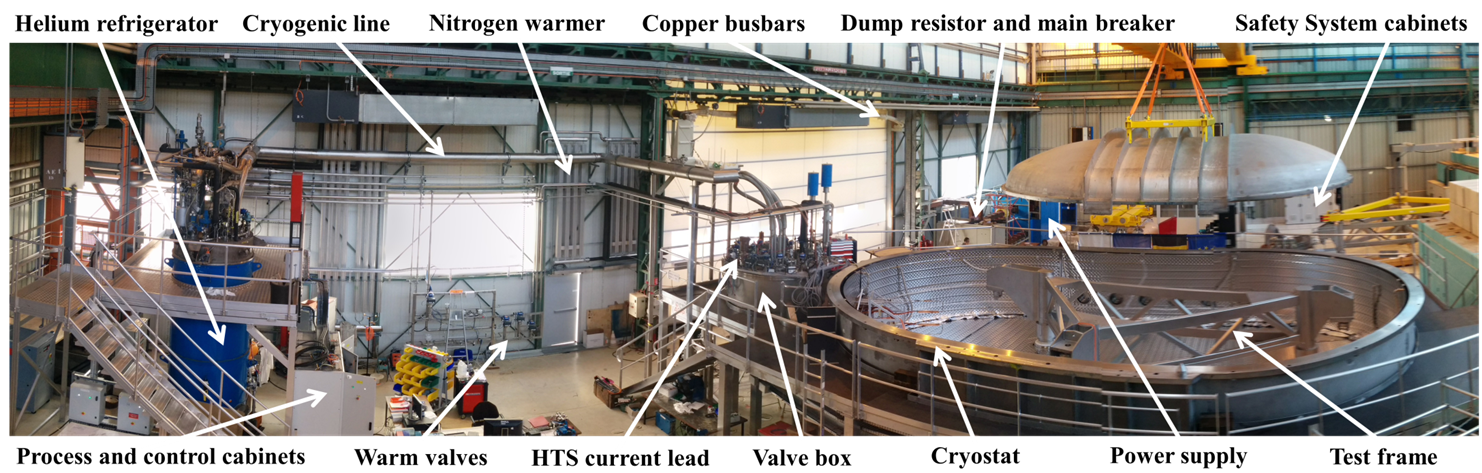 Helium refrigerator
Cryogenic line
Nitrogen warmer
Copper busbars
Dump resistor and main breaker
Safety System cabinets
Process and control cabinets
Warm valves
HTS current lead
Valve box
Cryostat
Power supply
Test frame